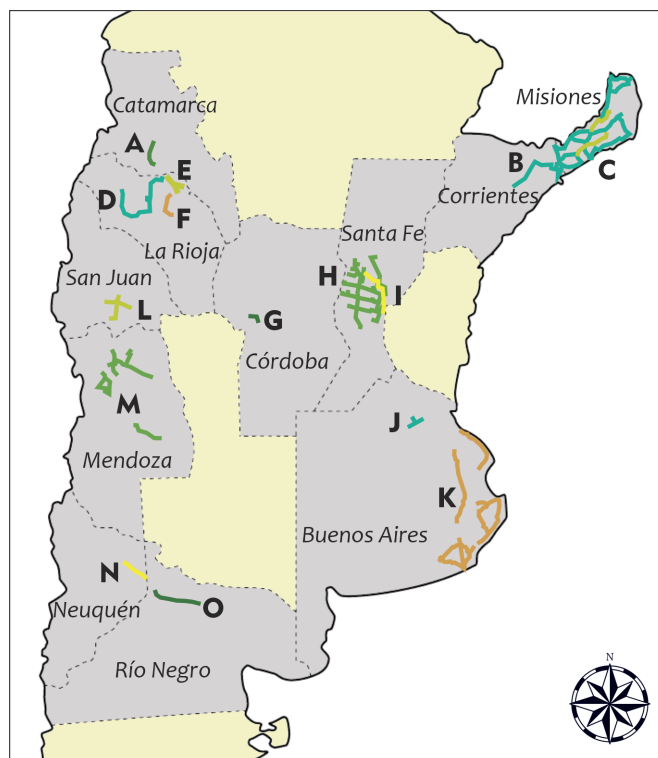 Misiones
Catamarca
A
E
B
C
D
Corrientes
F
La Rioja
Santa Fe
San Juan
H
I
L
G
Córdoba
M
J
Mendoza
K
Buenos Aires
N
Neuquén
O
N
Río Negro